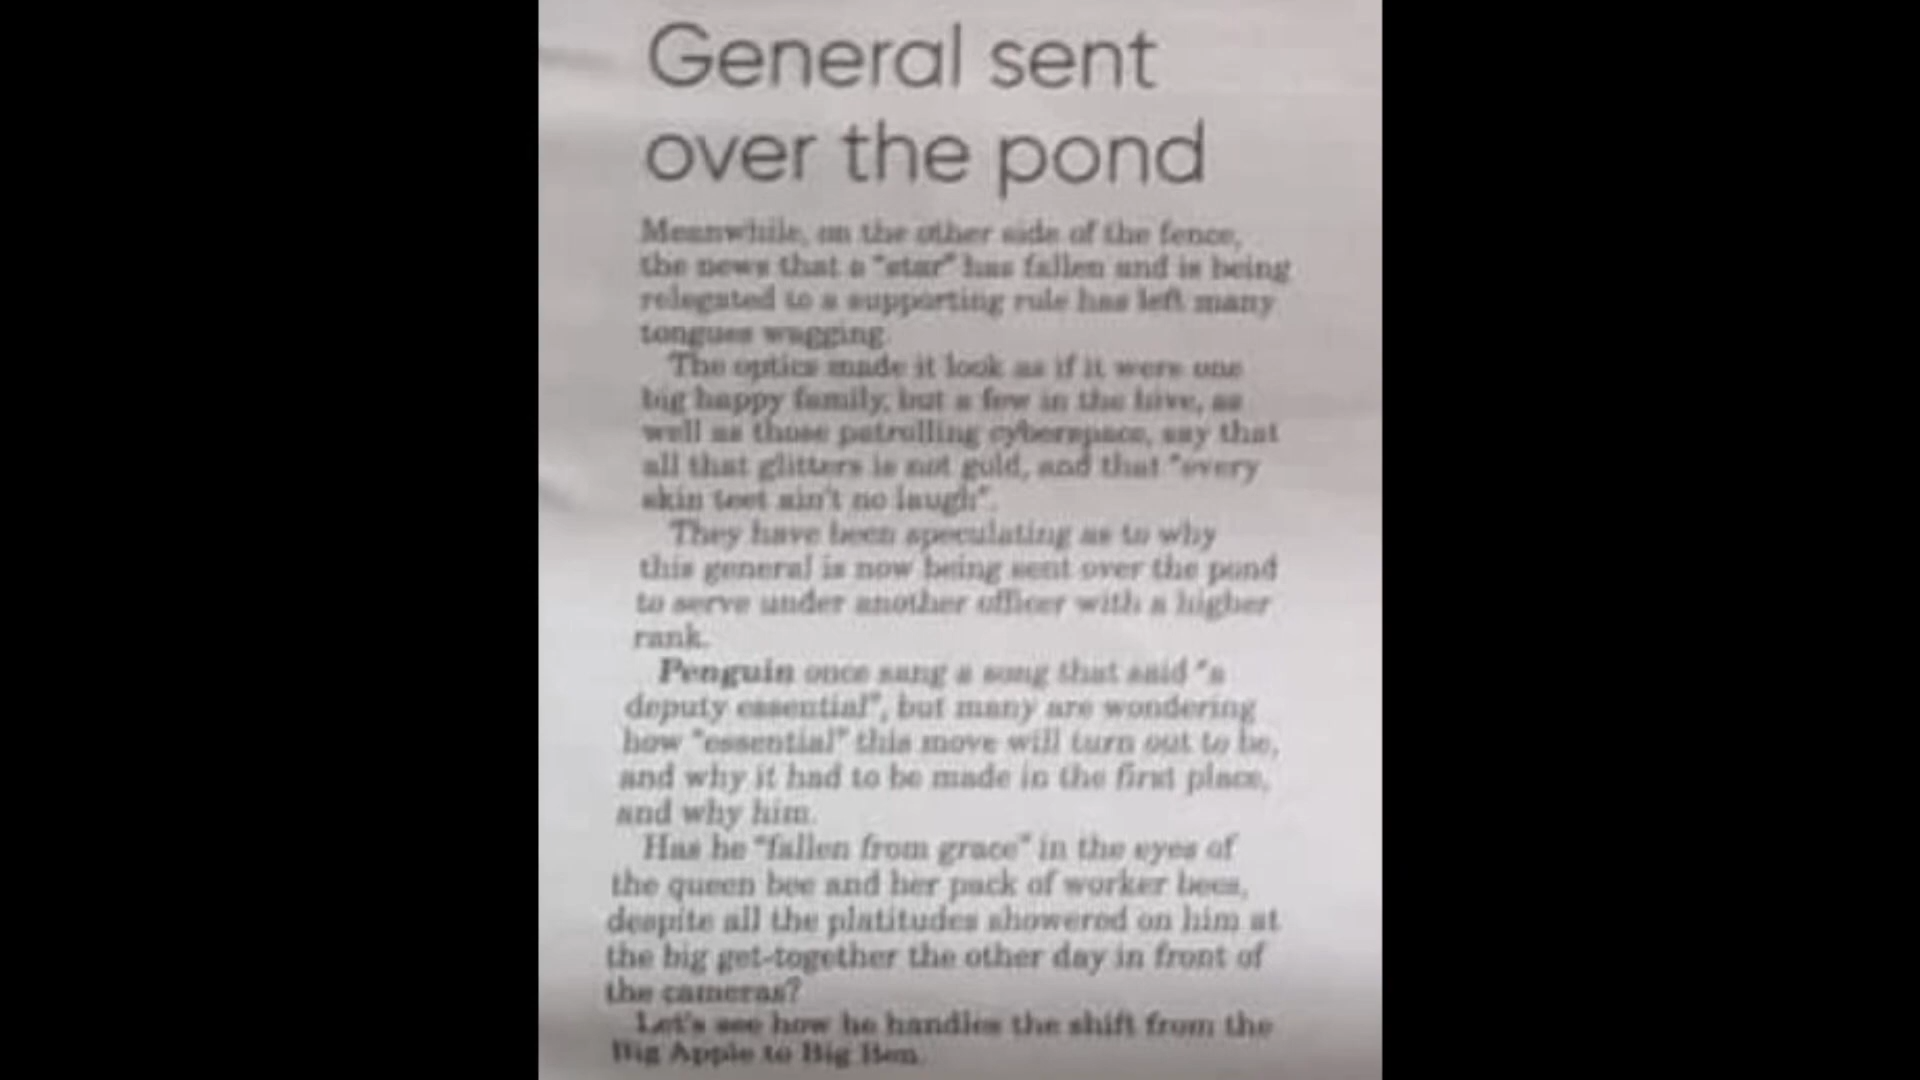 General sent
over the pond
Meanwhile, on the other side of the fence,
the news that a "star" has fallen and is being
relegated to a supporting rule has left many
tongues wagging.
The optics made it look as if it were one
big happy family, but a few in the hive, as
well as those patrolling cyberspace, say that
all that glitters is not gold, and that "every
skin teet ain't no laugh".
They have been speculating as to why
this general is now being sent over the pond
to serve under another officer with a higher
rank.
Penguin once sang a song that said "a
deputy essential", but many are wondering
how "essential" this move will turn out to be,
and why it had to be made in the first place,
and why him.
Has he "fallen from grace" in the eyes of
the queen bee and her pack of worker bees,
despite all the platitudes showered on him at
the big get-together the other day in front of
the cameras?
Let's see how he handles the shift from the
Big Apple to Big Ben.